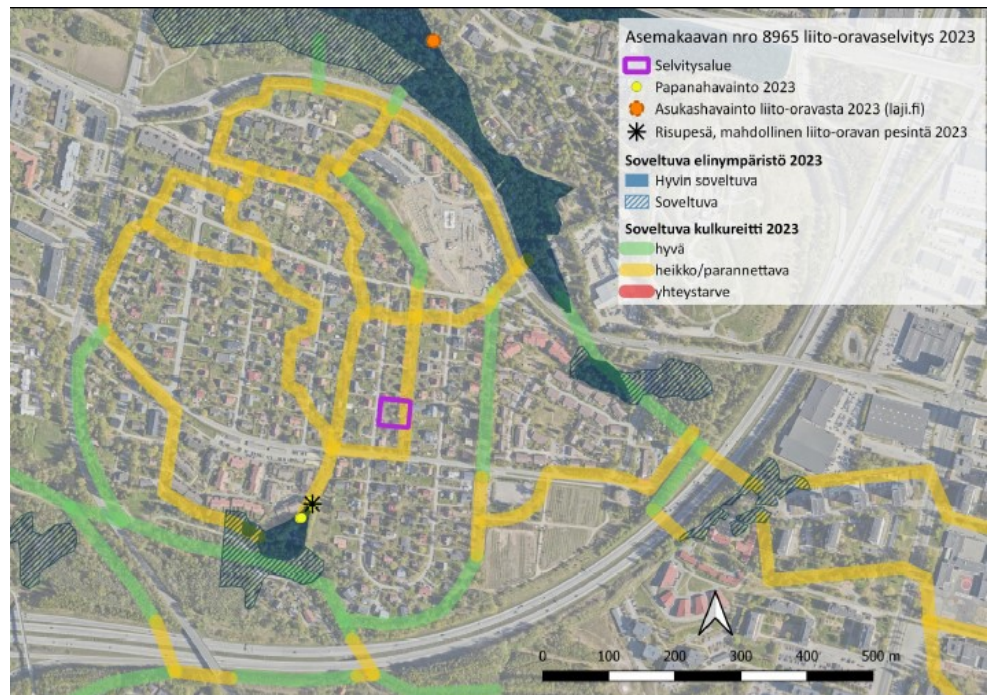 Asemakaavan nro 8965 liito-oravaselvitys 2023
Selvitysalue
Papanahavainto 2023
Asukashavainto liito-oravasta 2023 (laji.fi)
Risupesä, mahdollinen liito-oravan pesintä 2023
Soveltuva elinympäristö 2023
Hyvin soveltuva
Soveltuva
Soveltuva kulkureitti 2023
hyvä
heikko/parannettava
yhteystarve
0 100 200 300 400 500 m